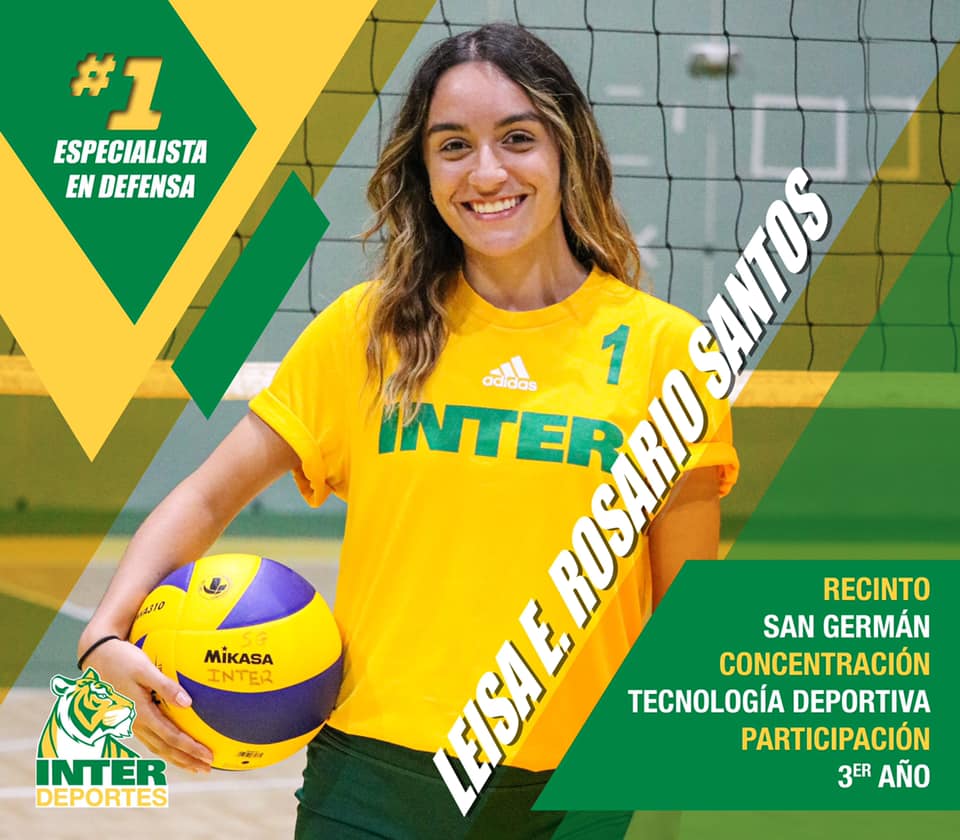 #1
ESPECIALISTA
EN DEFENSA
1
adidas
INTER
LEISA E. ROSARIO SANTOS
MIKASA
SG
INTER
INTER
DEPORTES
RECINTO
SAN GERMÁN
CONCENTRACIÓN
TECNOLOGÍA DEPORTIVA
PARTICIPACIÓN
3ER AÑO